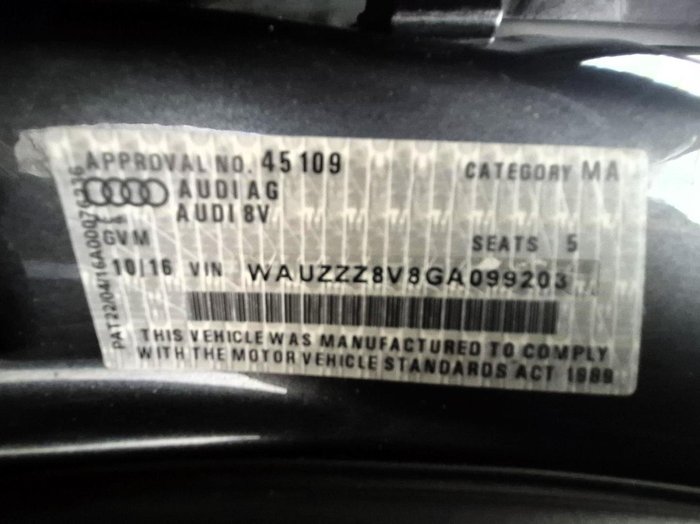 APPROVAL NO. 45109 CATEGORY MA
AUDI AG
AUDI 8V
GVM SEATS 5
10/16 VIN WAUZZZ8V8GA099203
THIS VEHICLE WAS MANUFACTURED TO COMPLY
WITH THE MOTOR VEHICLE STANDARDS ACT 1989